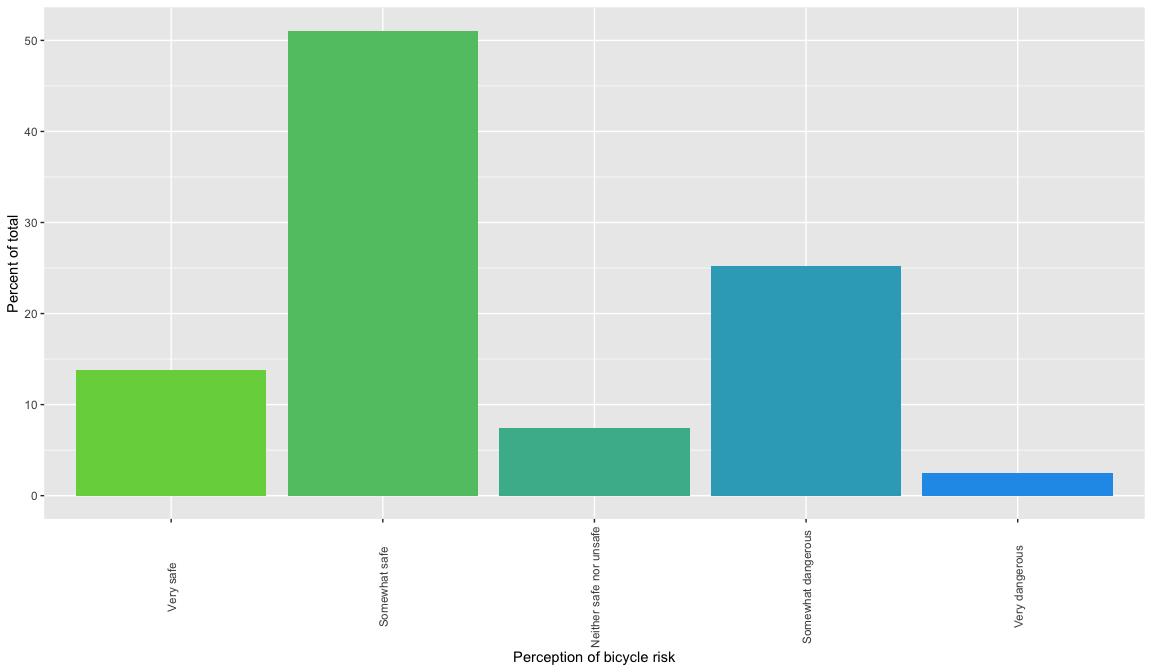 50
40
30
20
10
0
Percent of total
Very safe
Somewhat safe
Neither safe nor unsafe
Somewhat dangerous
Very dangerous
Perception of bicycle risk